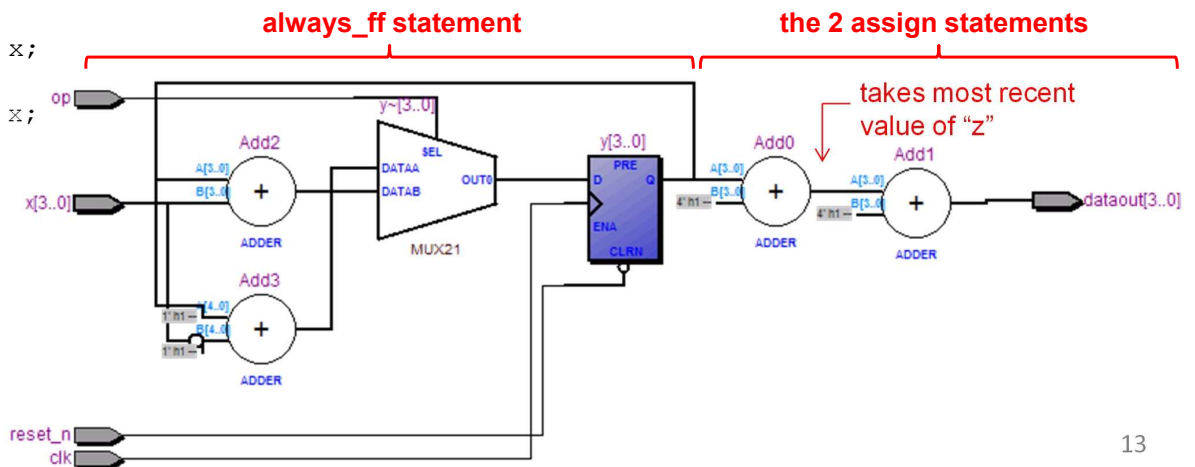 always_ff statement
the 2 assign statements
x;
op
x;
y~[3..0]
takes most recent
value of "z"
Add2
SEL
DATAA
DATAB
OUT0
MUX21
A[3..0]
B[3..0]
+
ADDER
x[3..0]
y[3..0]
PRE
D
Q
ENA
CLRN
Add0
A[3..0]
B[3..0]
4' h1
+
ADDER
Add1
A[3..0]
B[3..0]
4' h1
+
ADDER
dataout[3..0]
Add3
A[4..0]
1' h1
B[4..0]
1' h1
+
ADDER
reset_n
clk
13